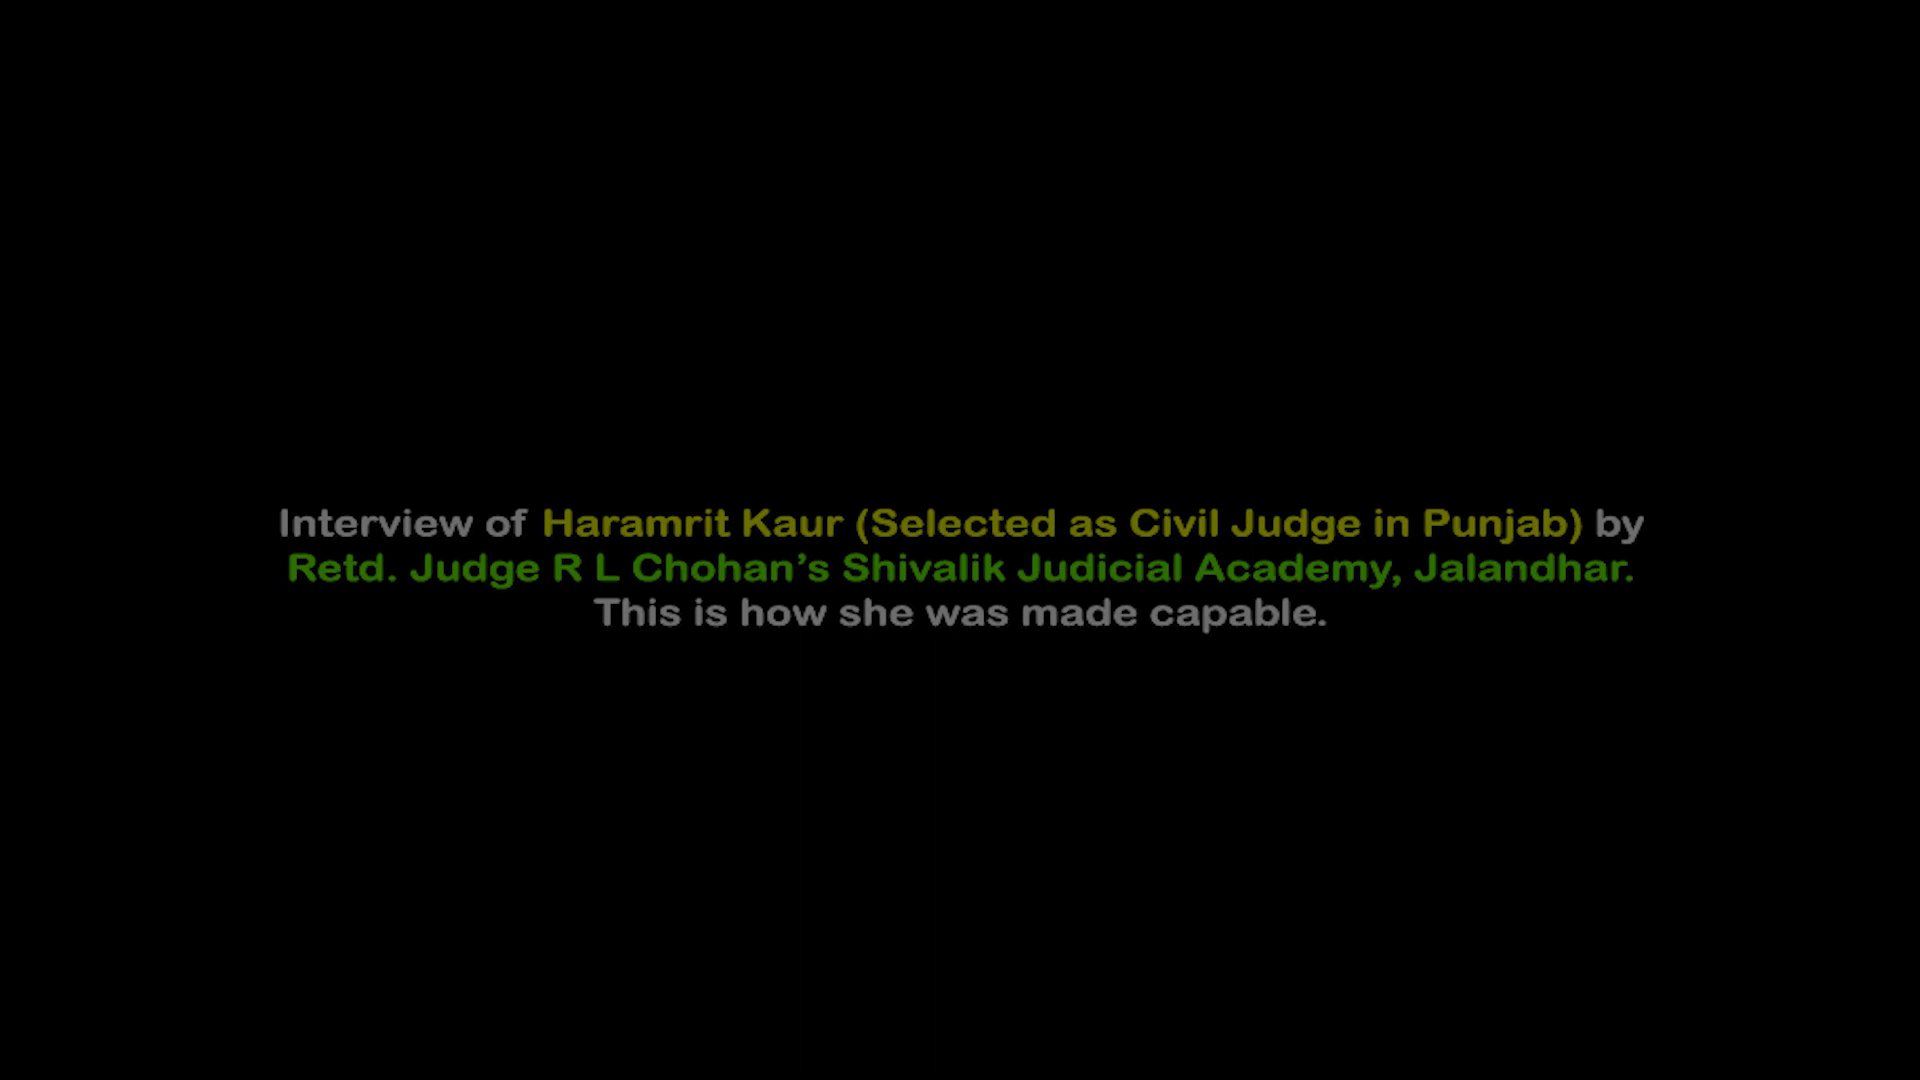 Interview of Haramrit Kaur (Selected as Civil Judge in Punjab) by
Retd. Judge R L Chohan’s Shivalik Judicial Academy, Jalandhar.
This is how she was made capable.